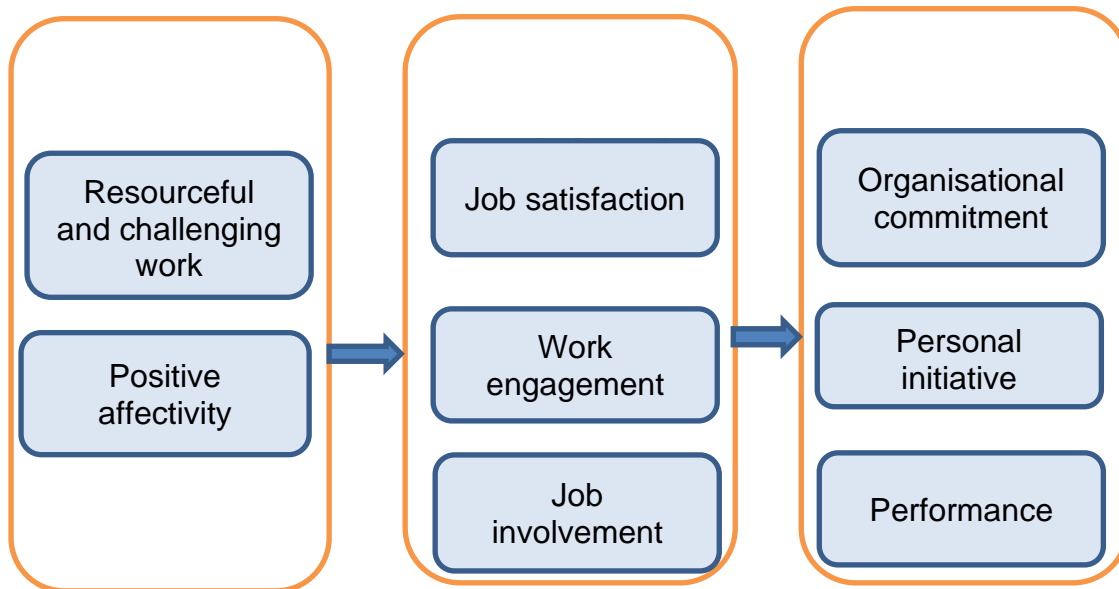 Resourceful
and challenging
work
Positive
affectivity
Job satisfaction
Work
engagement
Job
involvement
Organisational
commitment
Personal
initiative
Performance